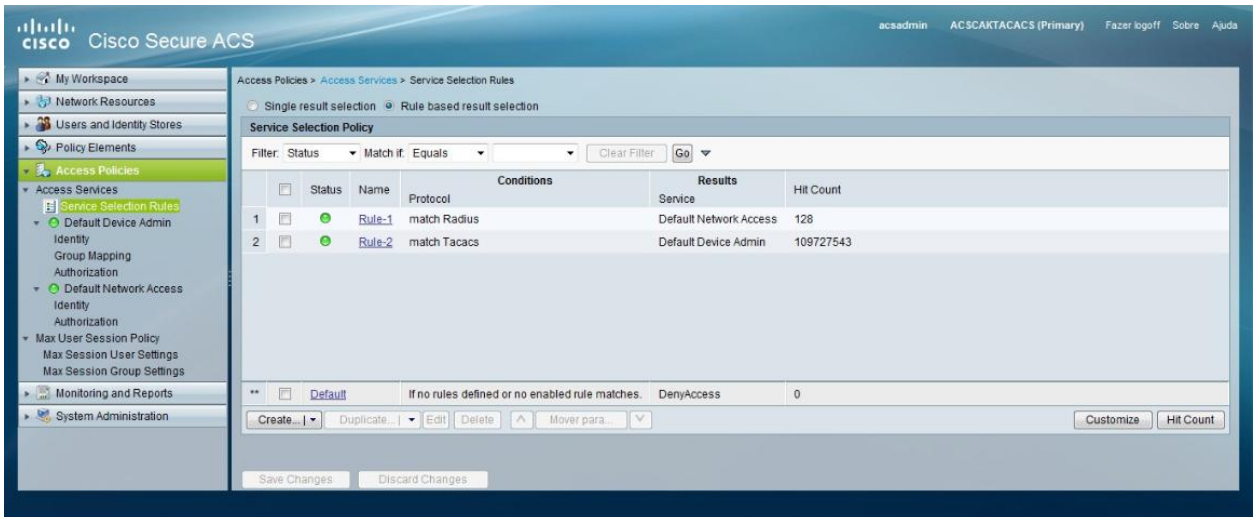 cisco Cisco Secure ACS
acsadmin ACSCAKTACACS (Primary) Fazer logoff Sobre Ajuda
My Workspace
Network Resources
Users and Identity Stores
Policy Elements
Access Policies
Access Services
Service Selection Rules
Default Device Admin
Identity
Group Mapping
Authorization
Default Network Access
Identity
Authorization
Max User Session Policy
Max Session User Settings
Max Session Group Settings
Monitoring and Reports
System Administration
Access Policies > Access Services > Service Selection Rules
Single result selection Rule based result selection
Service Selection Policy
Filter: Status Match if: Equals Clear Filter Go
Conditions Results
Status Name Protocol Service Hit Count
1 Rule-1 match Radius Default Network Access 128
2 Rule-2 match Tacacs Default Device Admin 109727543
** Default If no rules defined or no enabled rule matches. DenyAccess 0
Create... | Duplicate... | Edit Delete Mover para... Customize Hit Count
Save Changes Discard Changes